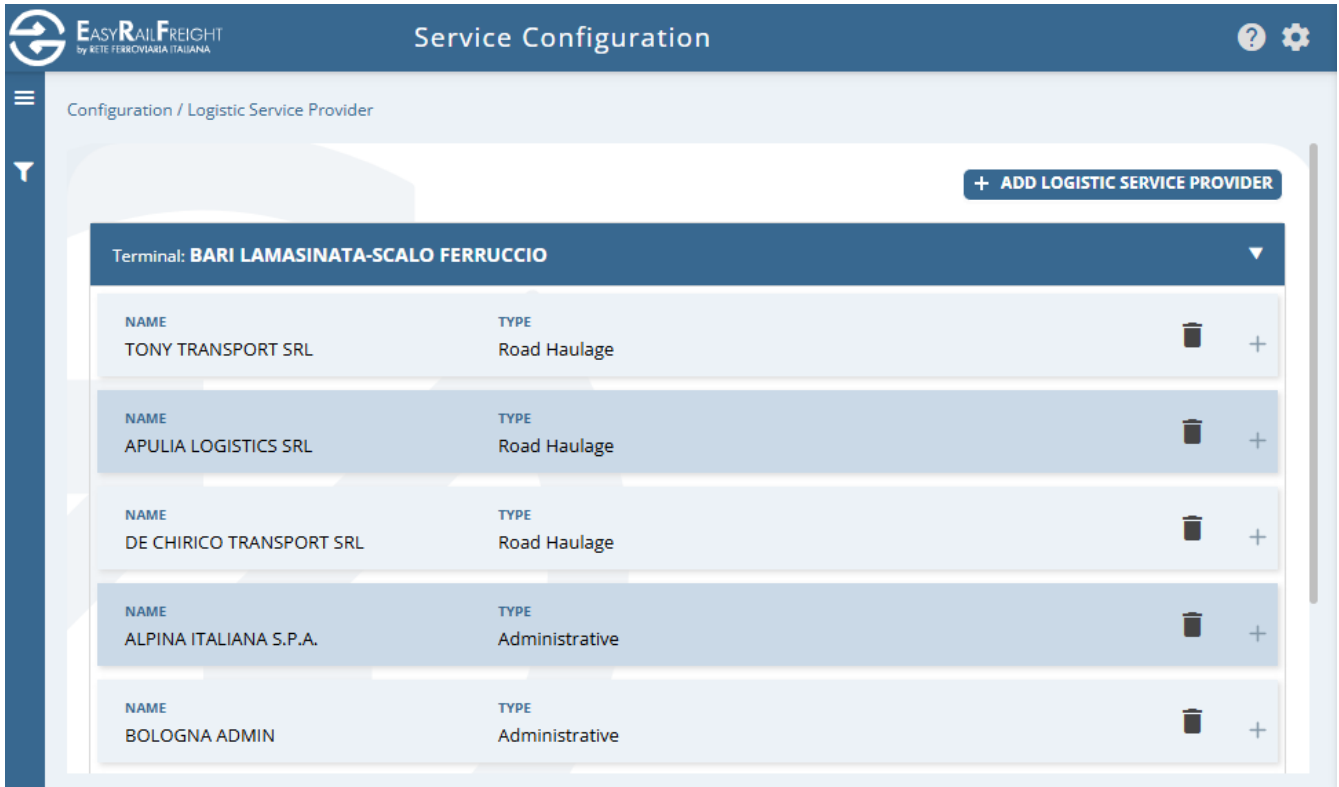 EASYRAILFREIGHT
by RETE FERROVIARIA ITALIANA
Service Configuration
Configuration / Logistic Service Provider
+ ADD LOGISTIC SERVICE PROVIDER
Terminal: BARI LAMASINATA-SCALO FERRUCCIO
NAME TYPE
TONY TRANSPORT SRL Road Haulage
NAME TYPE
APULIA LOGISTICS SRL Road Haulage
NAME TYPE
DE CHIRICO TRANSPORT SRL Road Haulage
NAME TYPE
ALPINA ITALIANA S.P.A. Administrative
NAME TYPE
BOLOGNA ADMIN Administrative